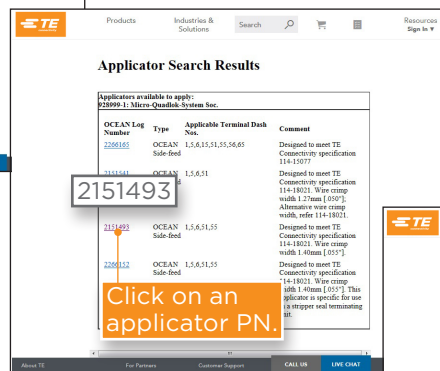 TE
Products
Industries &
Solutions
Search
Resources
Sign In ▾
Applicator Search Results
Applicators available to apply:
928999-1: Micro-Quadlok-System Soc.
OCEAN Log
Number
Type
Applicable Terminal Dash
Nos.
Comment
2266165
OCEAN
Side-feed
1,5,6,15,51,55,56,65
Designed to meet TE
Connectivity specification
114-15077
2151541
OCEAN
1,5,6,51
Designed to meet TE
Connectivity specification
114-18021. Wire crimp
width 1.27mm [.050"];
Alternative wire crimp
width, refer 114-18021.
2151493
2151493
OCEAN
Side-feed
1,5,6,51,55
Designed to meet TE
Connectivity specification
114-18021. Wire crimp
width 1.40mm [.055"].
2266152
OCEAN
Side-feed
1,5,6,51,55
Designed to meet TE
Connectivity specification
114-18021. Wire crimp
width 1.40mm [.055"]. This
applicator is specific for use
a stripper seal terminating
Click on an
applicator PN.
About TE
For Partners
Customer Support
CALL US
LIVE CHAT
TE